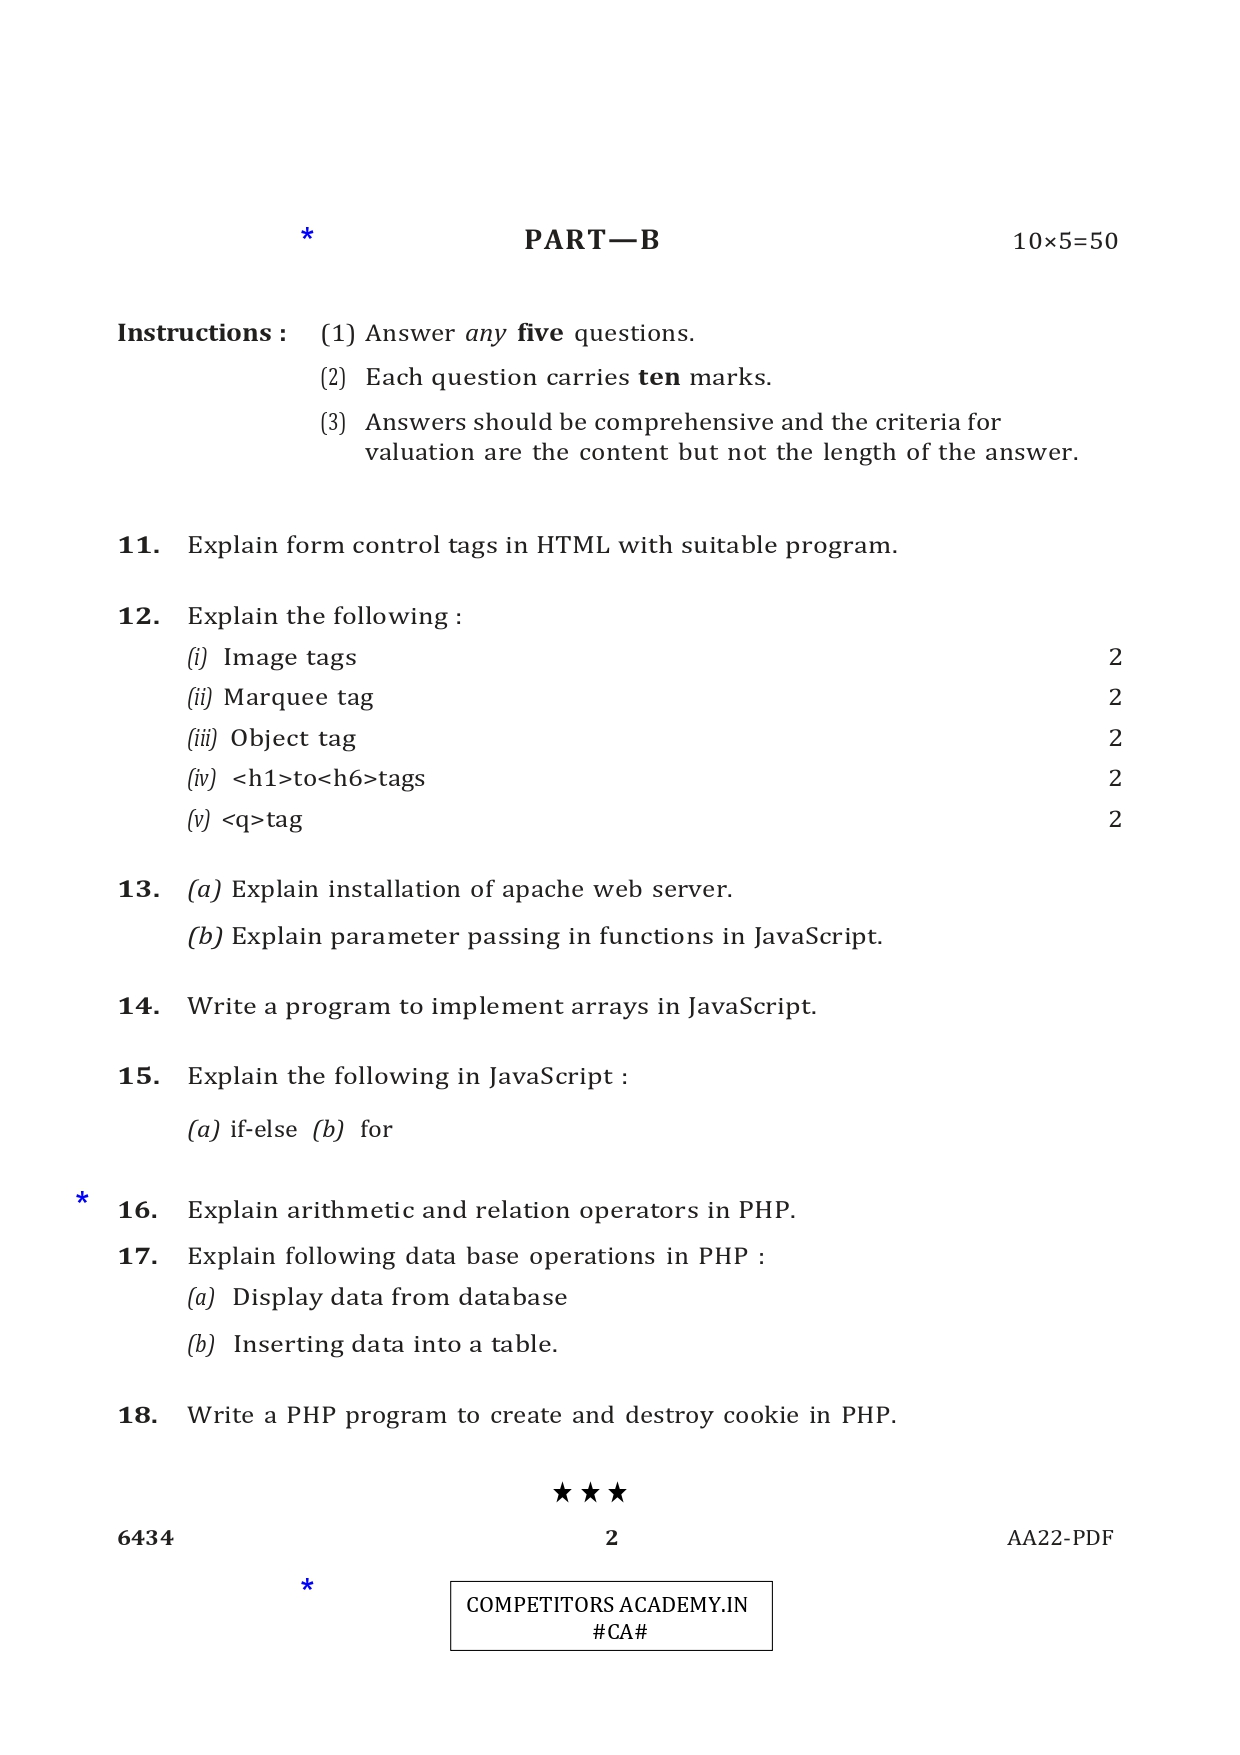 * PART—B 10×5=50
Instructions : (1) Answer any five questions.
(2) Each question carries ten marks.
(3) Answers should be comprehensive and the criteria for
valuation are the content but not the length of the answer.
11. Explain form control tags in HTML with suitable program.
12. Explain the following :
(i) Image tags 2
(ii) Marquee tag 2
(iii) Object tag 2
(iv) <h1>to<h6>tags 2
(v) <q>tag 2
13. (a) Explain installation of apache web server.
(b) Explain parameter passing in functions in JavaScript.
14. Write a program to implement arrays in JavaScript.
15. Explain the following in JavaScript :
(a) if-else (b) for
* 16. Explain arithmetic and relation operators in PHP.
17. Explain following data base operations in PHP :
(a) Display data from database
(b) Inserting data into a table.
18. Write a PHP program to create and destroy cookie in PHP.
★ ★ ★
6434 2 AA22-PDF
*
COMPETITORS ACADEMY.IN
#CA#